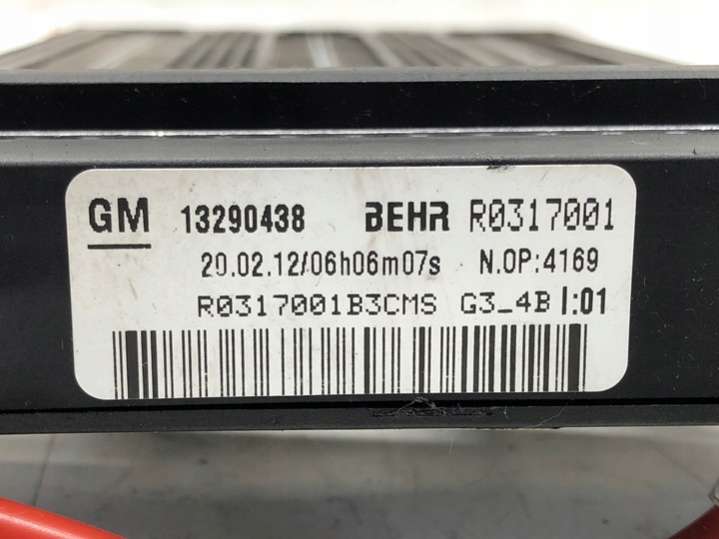 GM 13290438 BEHR R0317001
20.02.12/06h06m07s N.OP:4169
R0317001B3CMS G3_4B I:01